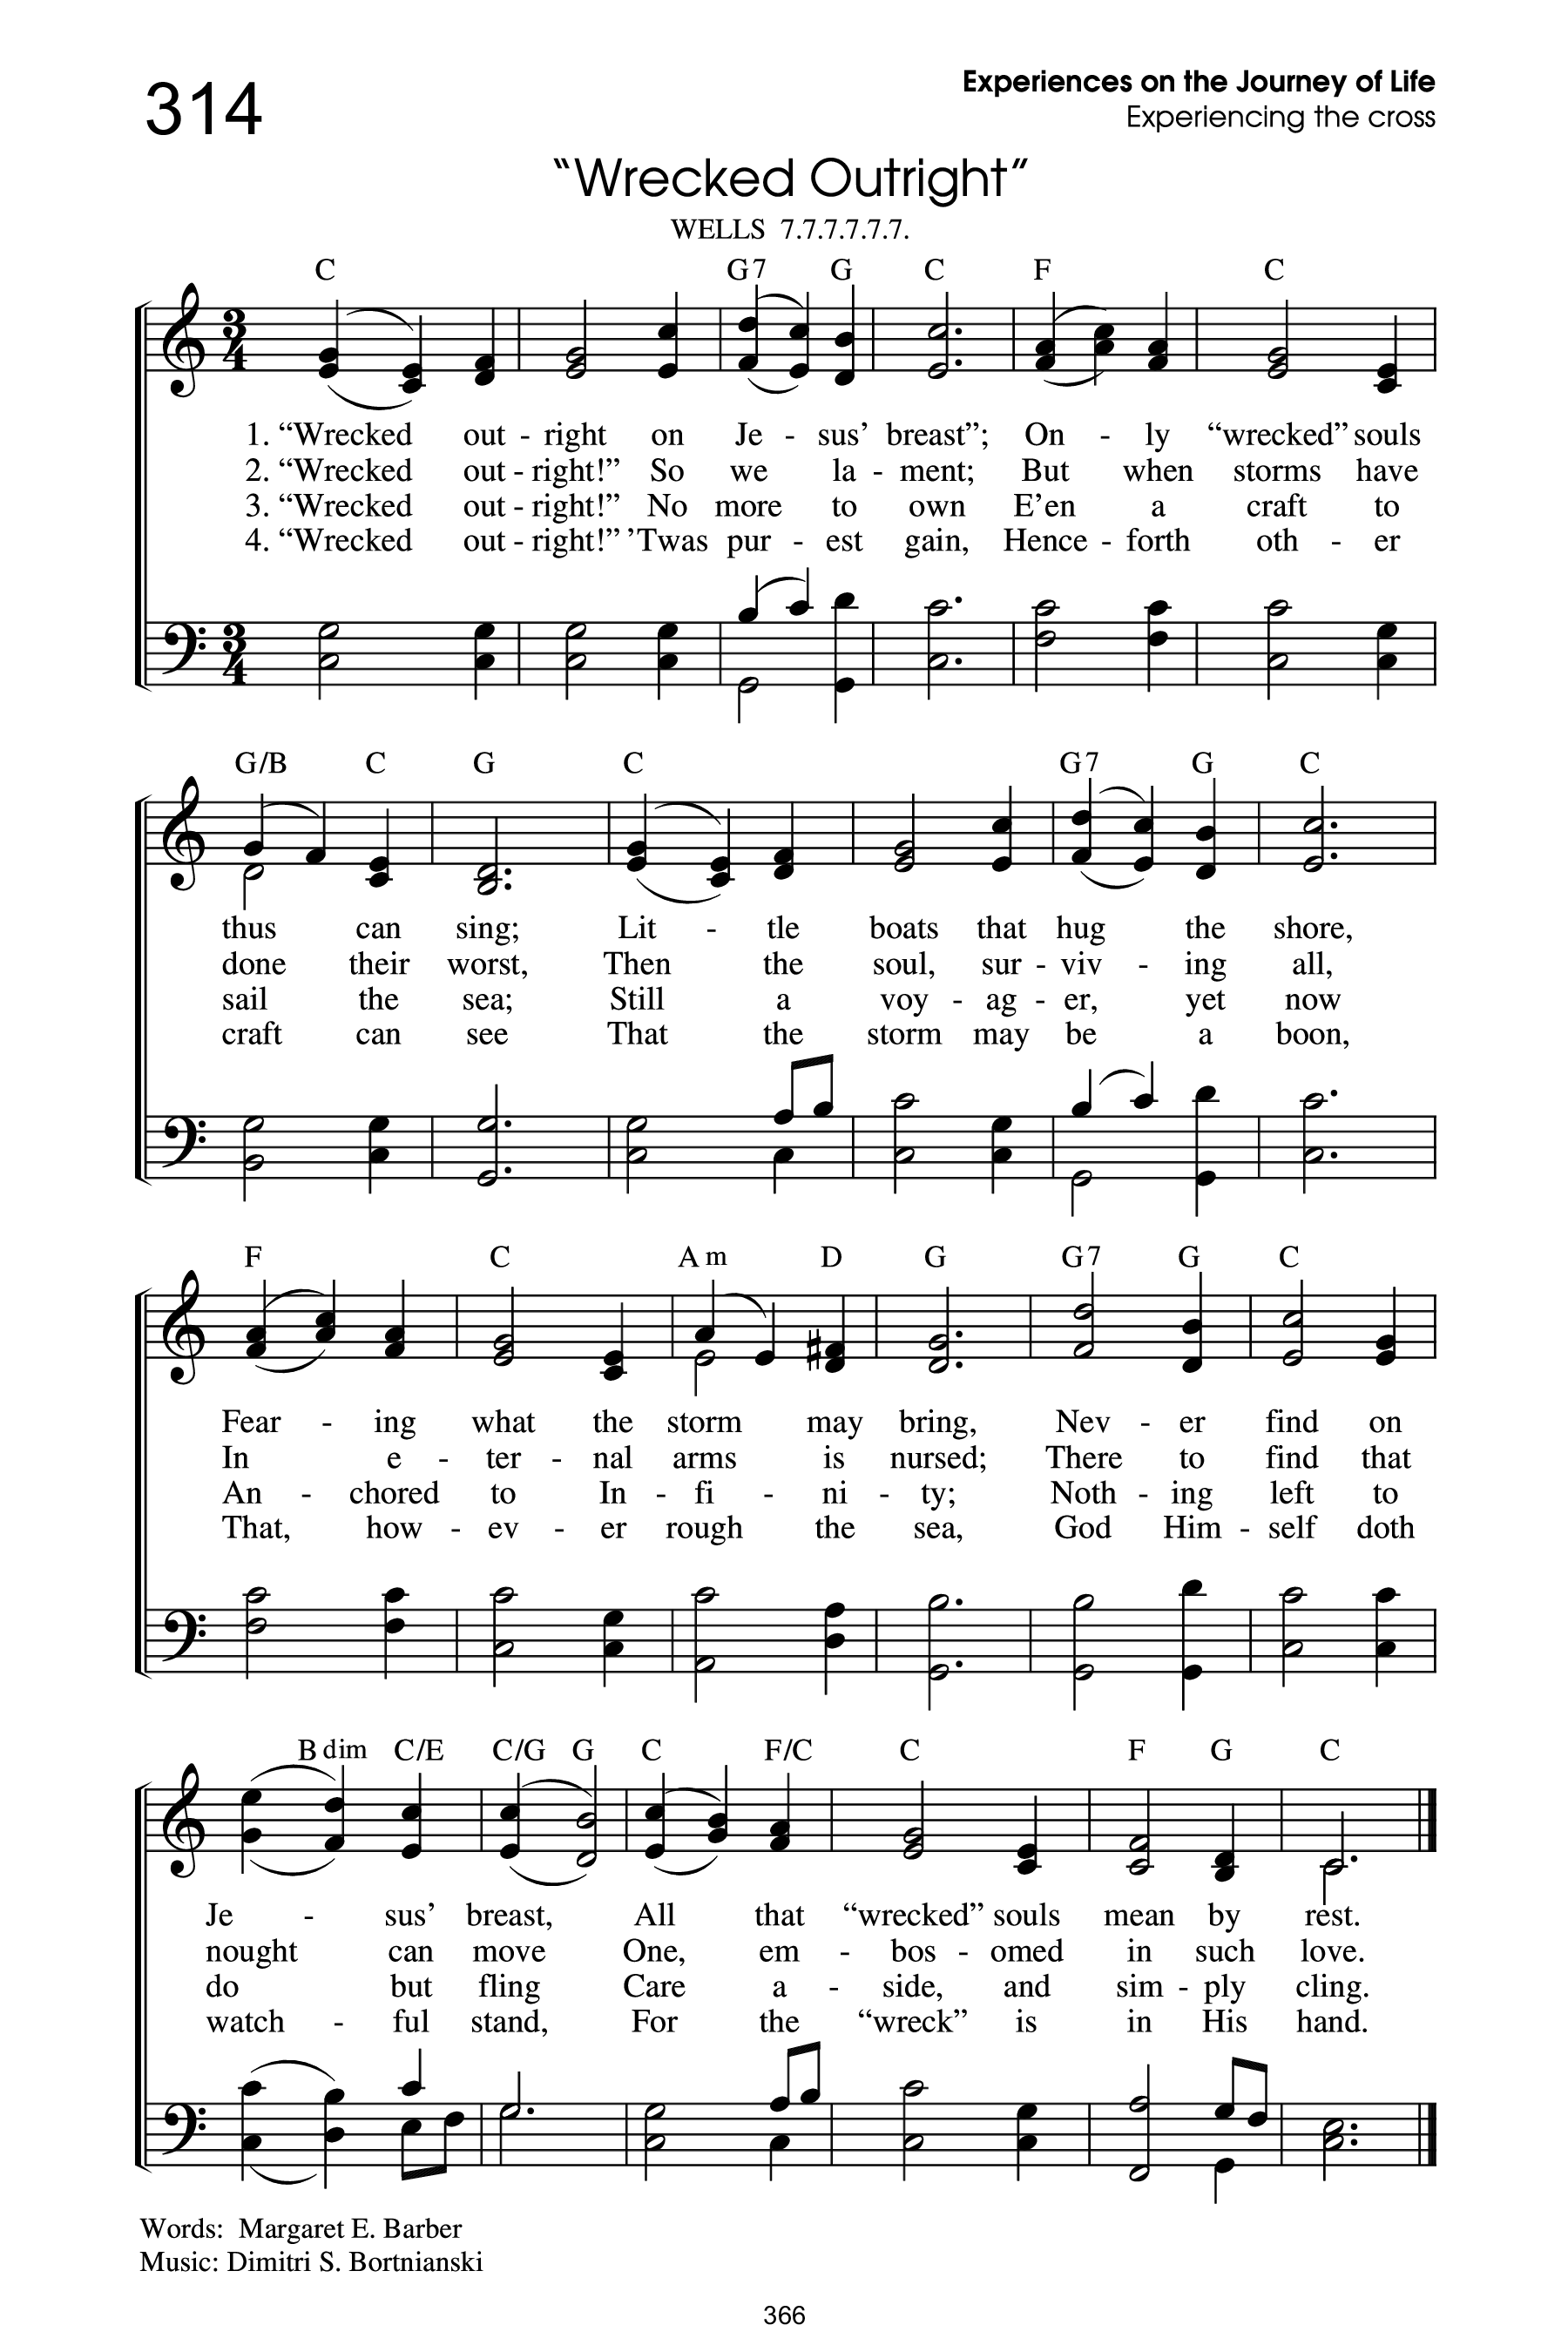 314
Experiences on the Journey of Life
Experiencing the cross
“Wrecked Outright”
WELLS 7.7.7.7.7.7.
C G7 G C F C
1. “Wrecked out - right on Je - sus’ breast”; On - ly “wrecked” souls
2. “Wrecked out - right!” So we la - ment; But when storms have
3. “Wrecked out - right!” No more to own E’en a craft to
4. “Wrecked out - right!” ’Twas pur - est gain, Hence - forth oth - er
G/B C G C G7 G C
thus can sing; Lit - tle boats that hug the shore,
done their worst, Then the soul, sur - viv - ing all,
sail the sea; Still a voy - ag - er, yet now
craft can see That the storm may be a boon,
F C Am D G G7 G C
Fear - ing what the storm may bring, Nev - er find on
In e - ter - nal arms is nursed; There to find that
An - chored to In - fi - ni - ty; Noth - ing left to
That, how - ev - er rough the sea, God Him - self doth
B dim C/E C/G G C F/C C F G C
Je - sus’ breast, All that “wrecked” souls mean by rest.
nought can move One, em - bos - omed in such love.
do but fling Care a - side, and sim - ply cling.
watch - ful stand, For the “wreck” is in His hand.
Words: Margaret E. Barber
Music: Dimitri S. Bortnianski
366